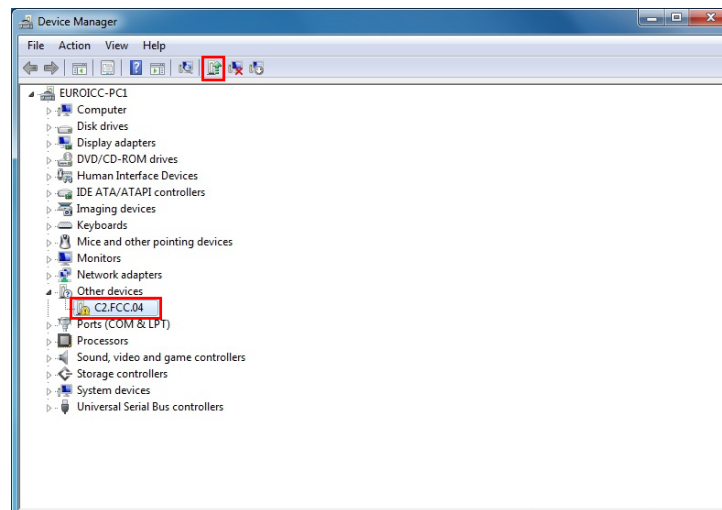 Device Manager
File Action View Help
EUROICC-PC1
Computer
Disk drives
Display adapters
DVD/CD-ROM drives
Human Interface Devices
IDE ATA/ATAPI controllers
Imaging devices
Keyboards
Mice and other pointing devices
Monitors
Network adapters
Other devices
C2.FCC.04
Ports (COM & LPT)
Processors
Sound, video and game controllers
Storage controllers
System devices
Universal Serial Bus controllers